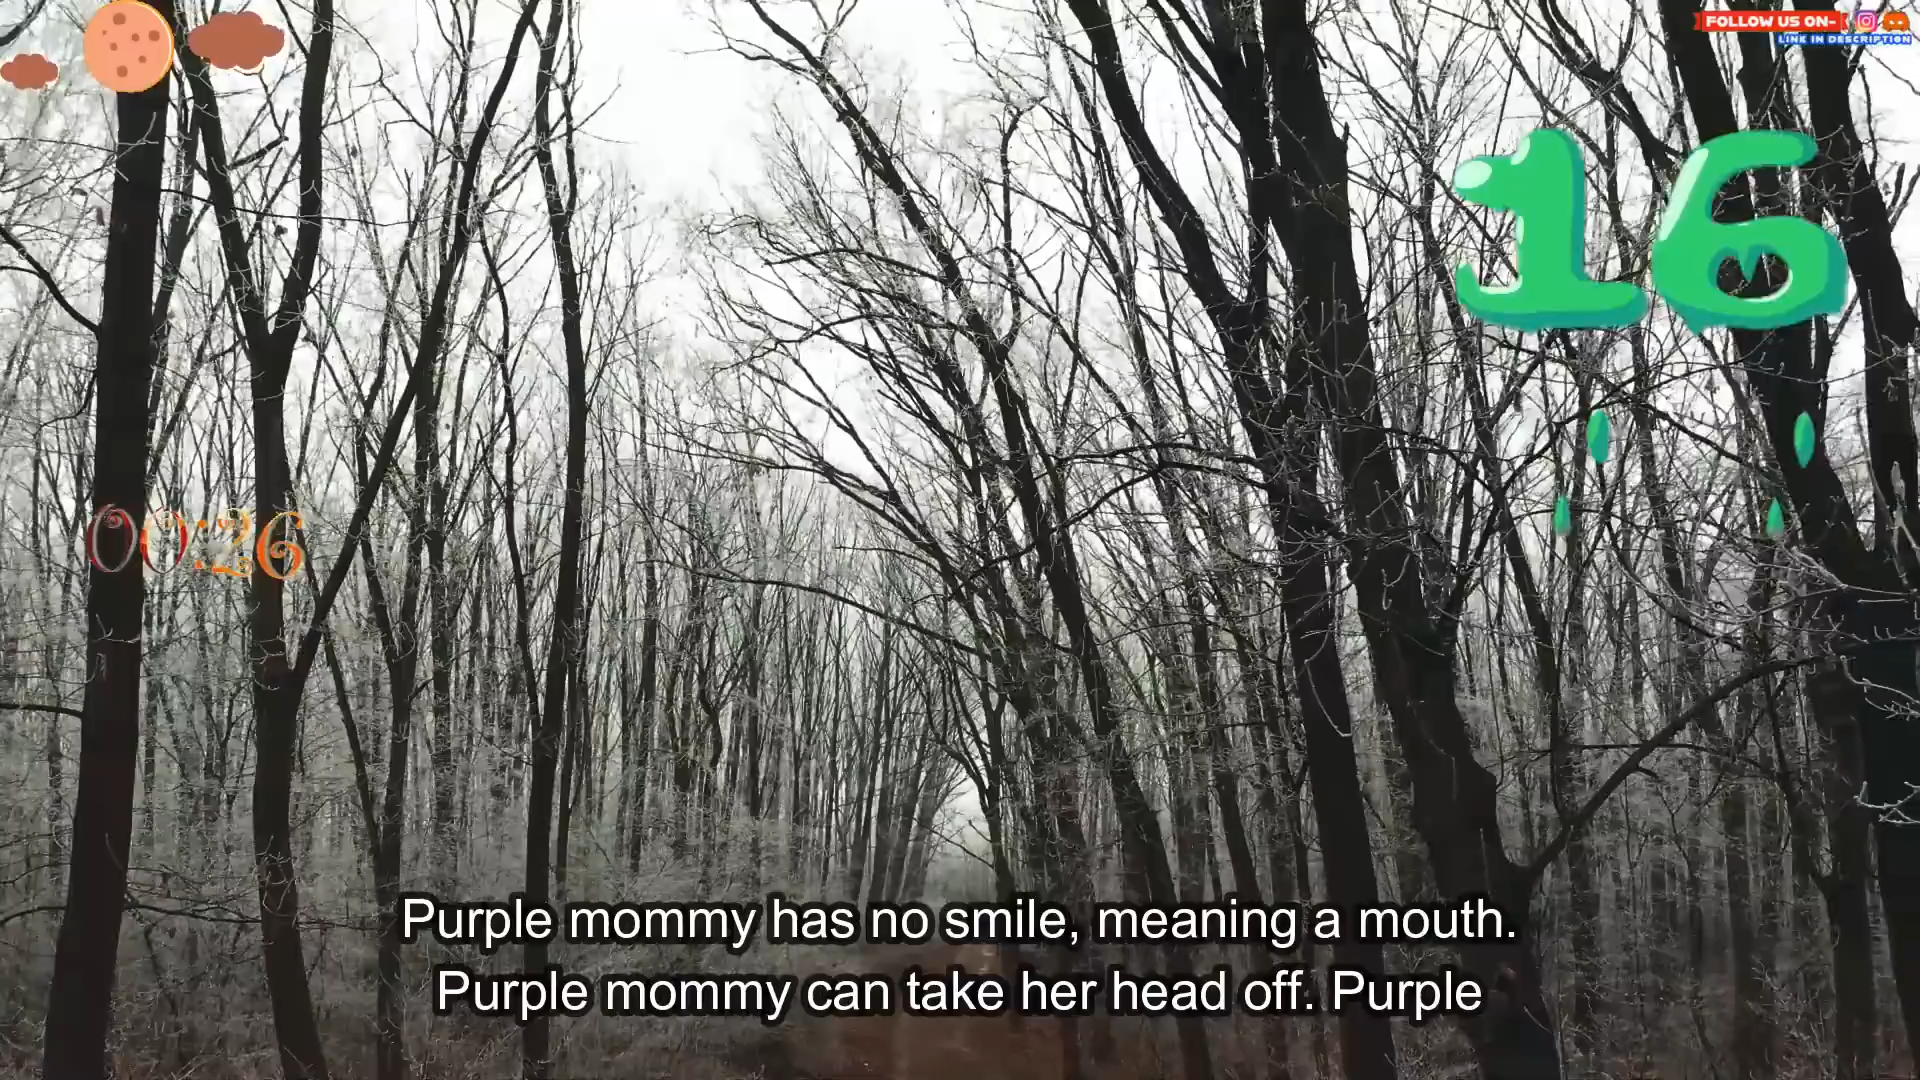 FOLLOW US ON-
LINK IN DESCRIPTION
16
00:26
Purple mommy has no smile, meaning a mouth.
Purple mommy can take her head off. Purple